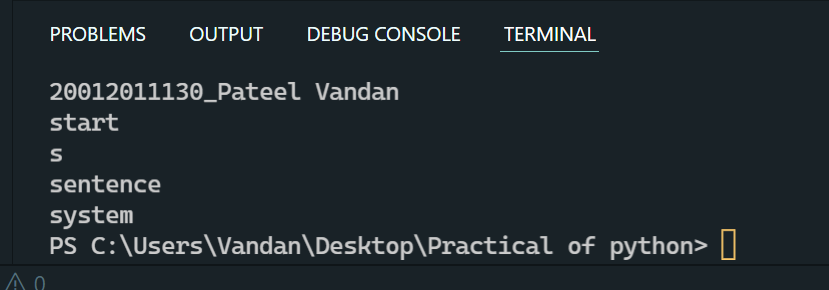 PROBLEMS OUTPUT DEBUG CONSOLE TERMINAL
20012011130_Pateel Vandan
start
s
sentence
system
PS C:\Users\Vandan\Desktop\Practical of python>
0